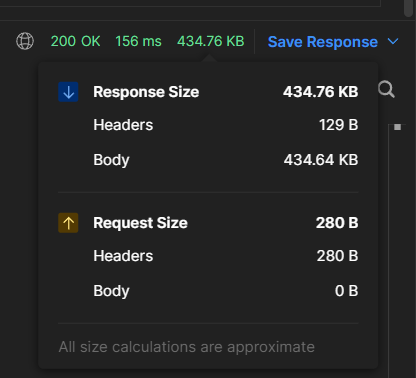 200 OK 156 ms 434.76 KB Save Response
Response Size 434.76 KB
Headers 129 B
Body 434.64 KB
Request Size 280 B
Headers 280 B
Body 0 B
All size calculations are approximate